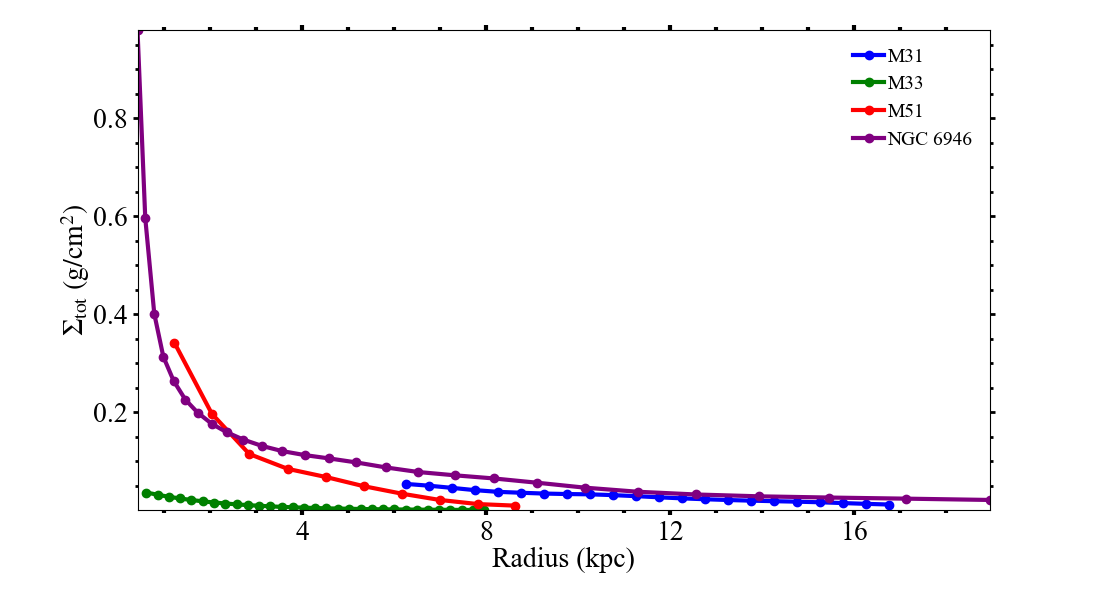 M31
M33
M51
NGC 6946
0.8
0.6
0.4
0.2
Σtot (g/cm²)
4
8
12
16
Radius (kpc)